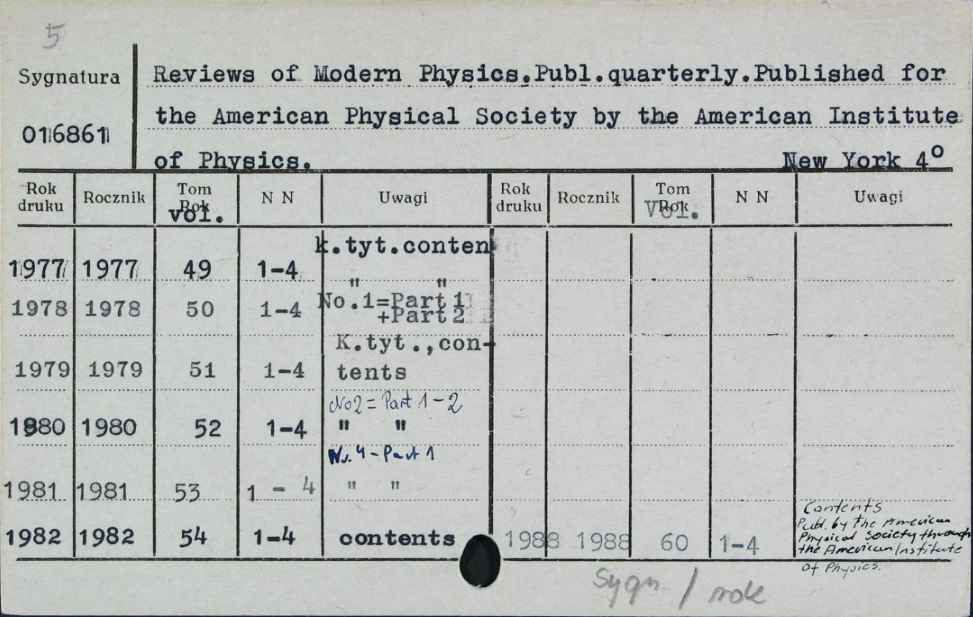 5
Sygnatura
016861
Reviews of Modern Physics.Publ.quarterly.Published for
the American Physical Society by the American Institute
of Physics. New York 4°
Rok druku Rocznik Tom Rok vol. N N Uwagi Rok druku Rocznik Tom Rok Vol. N N Uwagi
k.tyt.conten
1977 1977 49 1-4
" "
1978 1978 50 1-4 No.1=Part 1
+Part 2
K.tyt.,con-
1979 1979 51 1-4 tents
No2 = Part 1-2
1980 1980 52 1-4 " "
No. 4 - Part 1
1981 1981 53 1 - 4 " "
1982 1982 54 1-4 contents 1988 1988 60 1-4
Contents
Publ. by the American
Physical Society through
the American Institute
of Physics.
Sygn. / rok